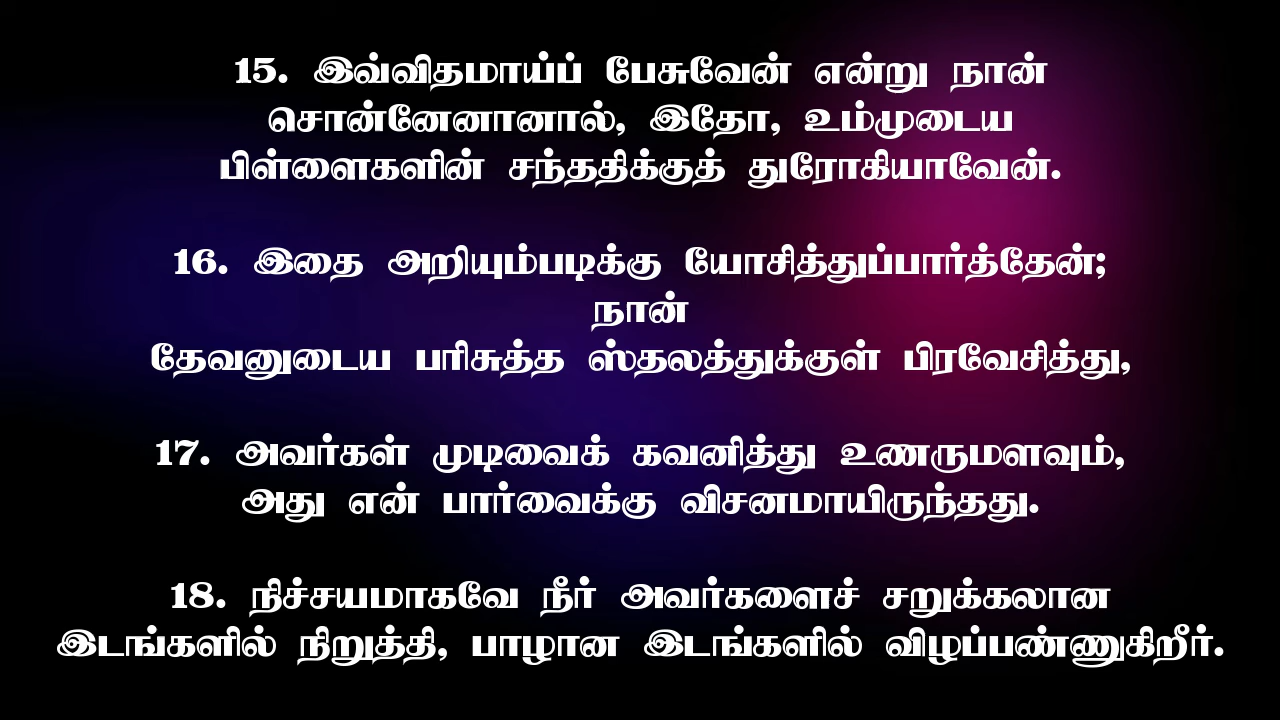 15. இவ்விதமாய்ப் பேசுவேன் என்று நான்
சொன்னேனானால், இதோ, உம்முடைய
பிள்ளைகளின் சந்ததிக்குத் துரோகியாவேன்.
16. இதை அறியும்படிக்கு யோசித்துப்பார்த்தேன்;
நான்
தேவனுடைய பரிசுத்த ஸ்தலத்துக்குள் பிரவேசித்து,
17. அவர்கள் முடிவைக் கவனித்து உணருமளவும்,
அது என் பார்வைக்கு விசனமாயிருந்தது.
18. நிச்சயமாகவே நீர் அவர்களைச் சறுக்கலான
இடங்களில் நிறுத்தி, பாழான இடங்களில் விழப்பண்ணுகிறீர்.